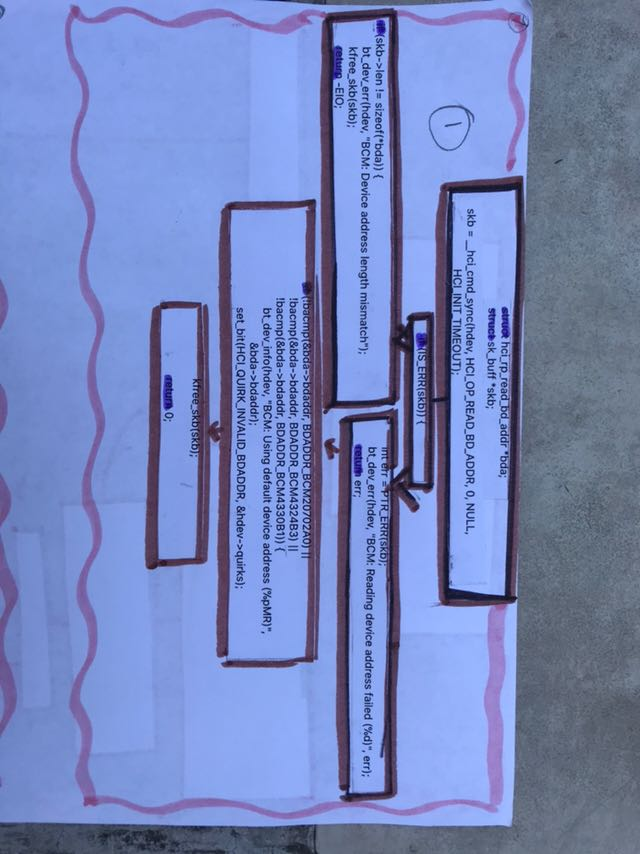 1
struct hci_rp_read_bd_addr *bda;
struct sk_buff *skb;
skb = __hci_cmd_sync(hdev, HCI_OP_READ_BD_ADDR, 0, NULL,
HCI_INIT_TIMEOUT);
if (IS_ERR(skb)) {
int err = PTR_ERR(skb);
bt_dev_err(hdev, "BCM: Reading device address failed (%d)", err);
return err;
if (skb->len != sizeof(*bda)) {
bt_dev_err(hdev, "BCM: Device address length mismatch");
kfree_skb(skb);
return -EIO;
if (!bacmp(&bda->bdaddr, BDADDR_BCM20702A0) ||
!bacmp(&bda->bdaddr, BDADDR_BCM4324B3) ||
!bacmp(&bda->bdaddr, BDADDR_BCM4330B1)) {
bt_dev_info(hdev, "BCM: Using default device address (%pMR)",
&bda->bdaddr);
set_bit(HCI_QUIRK_INVALID_BDADDR, &hdev->quirks);
kfree_skb(skb);
return 0;